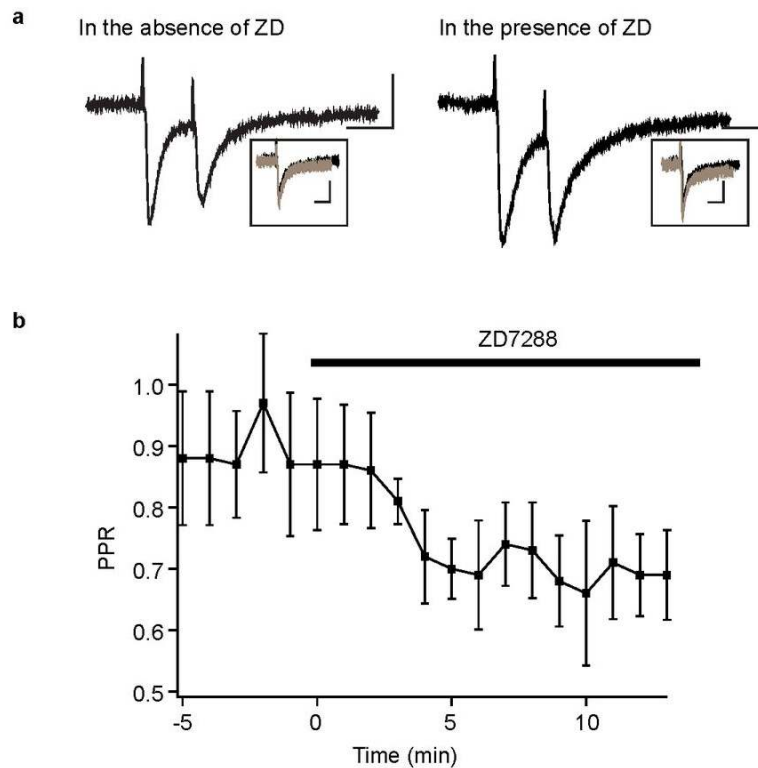 a
In the absence of ZD
In the presence of ZD
b
ZD7288
1.0
0.9
0.8
0.7
0.6
0.5
PPR
-5
0
5
10
Time (min)